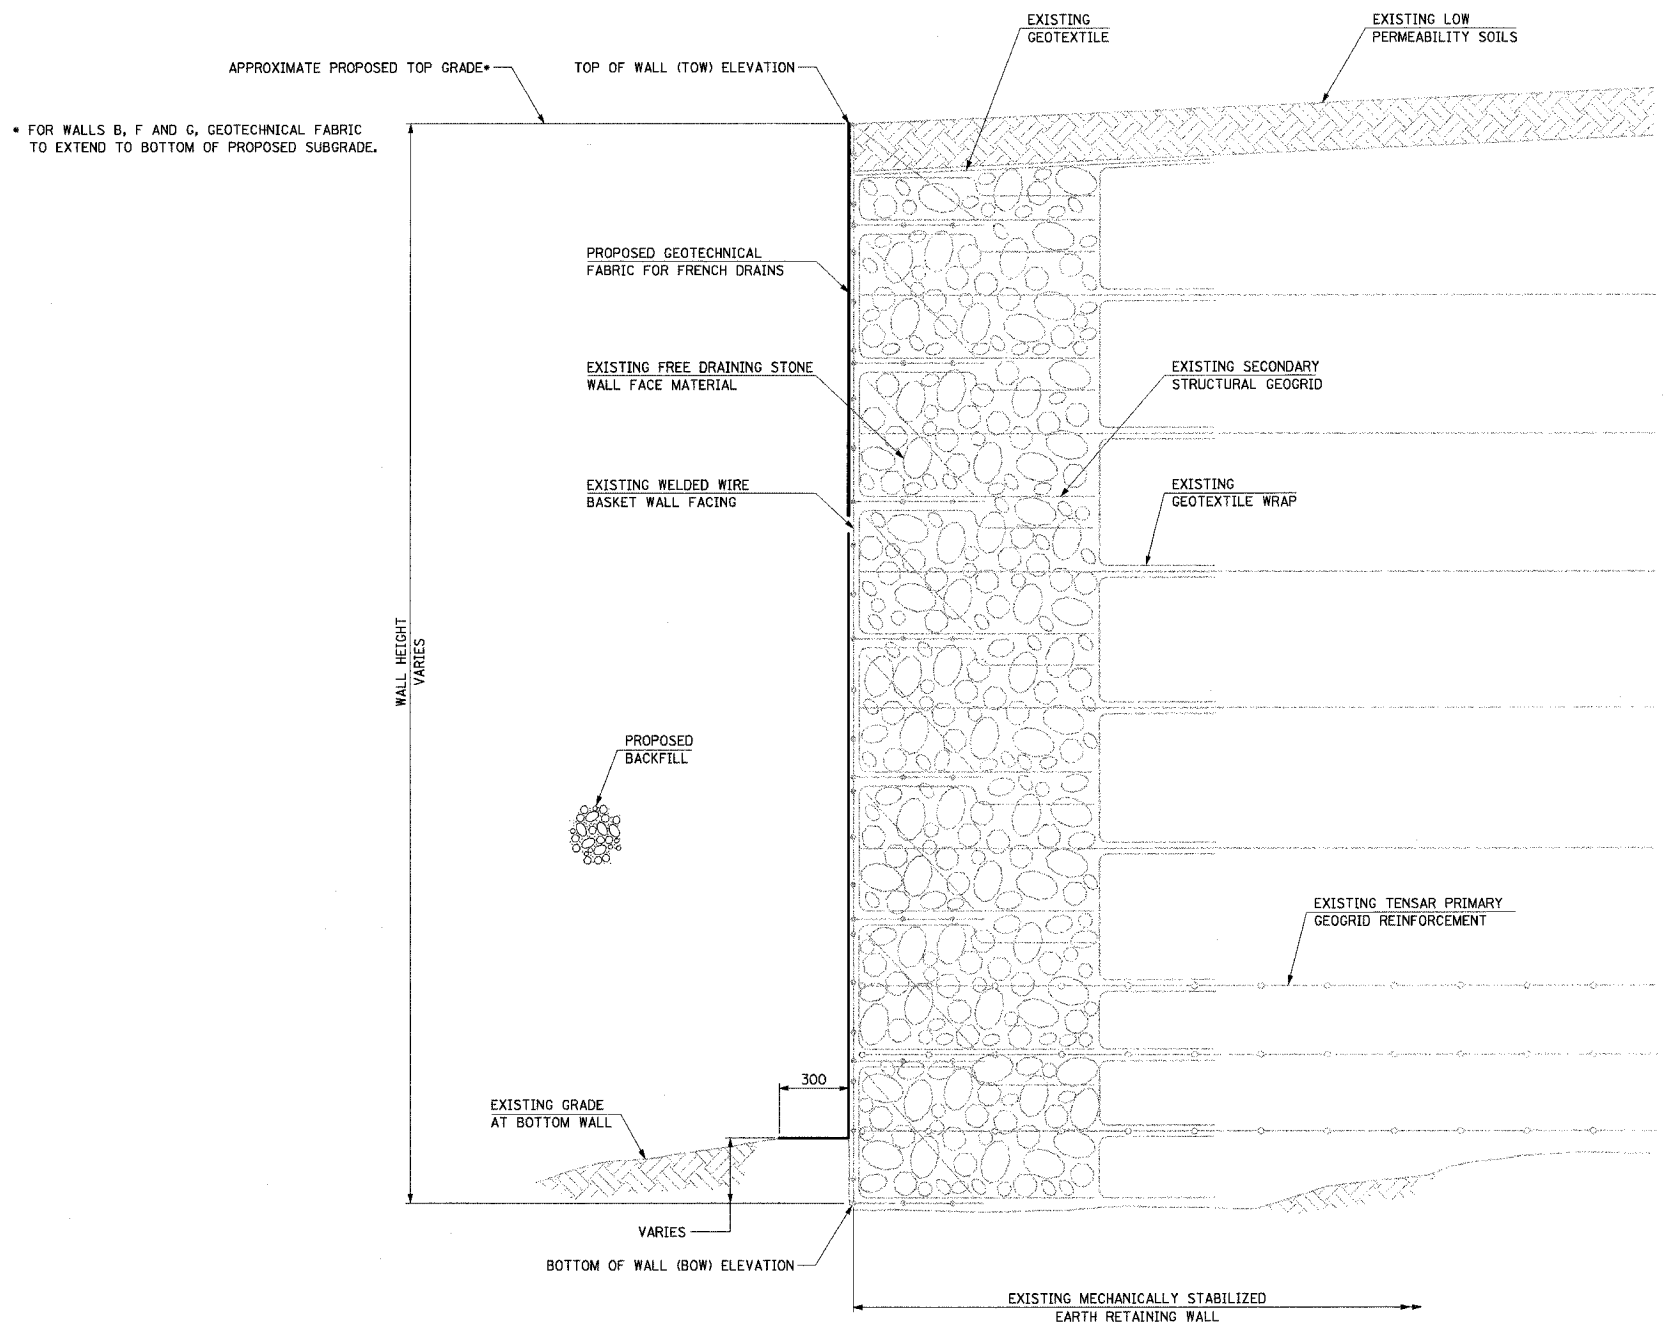 EXISTING
GEOTEXTILE
EXISTING LOW
PERMEABILITY SOILS
APPROXIMATE PROPOSED TOP GRADE*
TOP OF WALL (TOW) ELEVATION
* FOR WALLS B, F AND G, GEOTECHNICAL FABRIC
TO EXTEND TO BOTTOM OF PROPOSED SUBGRADE.
PROPOSED GEOTECHNICAL
FABRIC FOR FRENCH DRAINS
EXISTING FREE DRAINING STONE
WALL FACE MATERIAL
EXISTING SECONDARY
STRUCTURAL GEOGRID
EXISTING WELDED WIRE
BASKET WALL FACING
EXISTING
GEOTEXTILE WRAP
WALL HEIGHT
VARIES
PROPOSED
BACKFILL
EXISTING TENSAR PRIMARY
GEOGRID REINFORCEMENT
300
EXISTING GRADE
AT BOTTOM WALL
VARIES
BOTTOM OF WALL (BOW) ELEVATION
EXISTING MECHANICALLY STABILIZED
EARTH RETAINING WALL